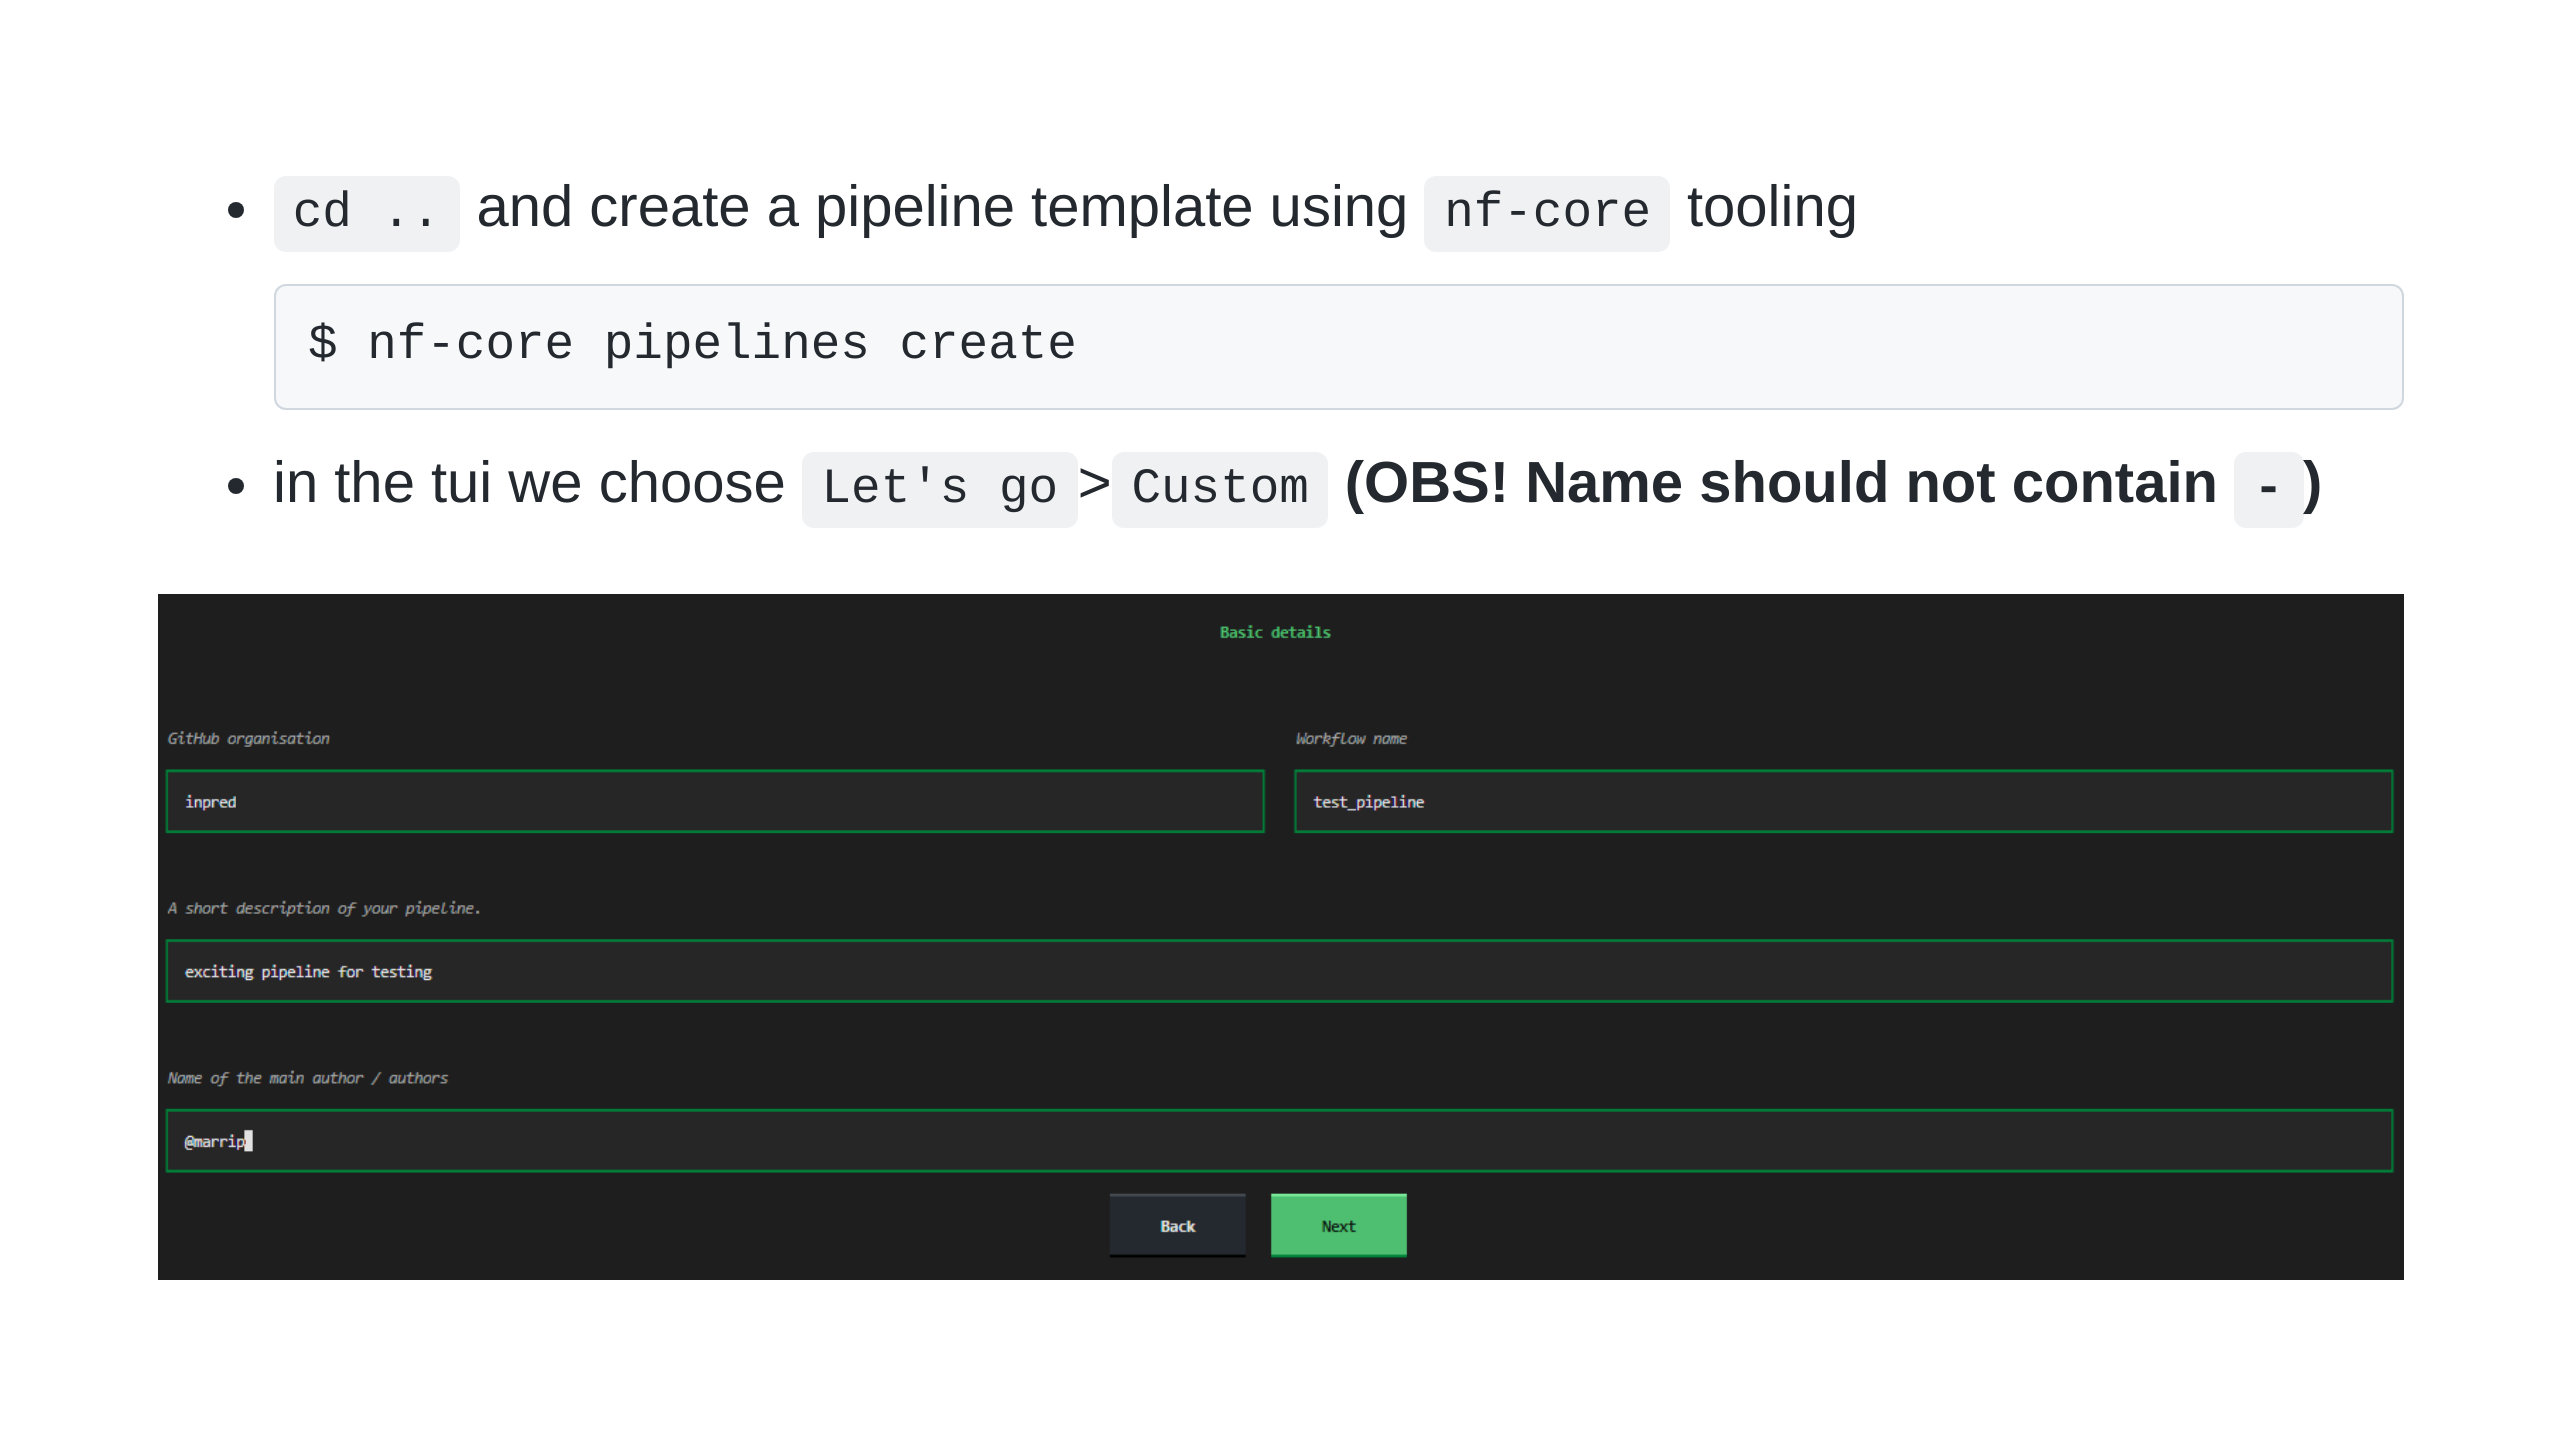 • cd .. and create a pipeline template using nf-core tooling
$ nf-core pipelines create
• in the tui we choose Let's go>Custom (OBS! Name should not contain -)
Basic details
GitHub organisation
Workflow name
inpred
test_pipeline
A short description of your pipeline.
exciting pipeline for testing
Name of the main author / authors
@marrip
Back
Next